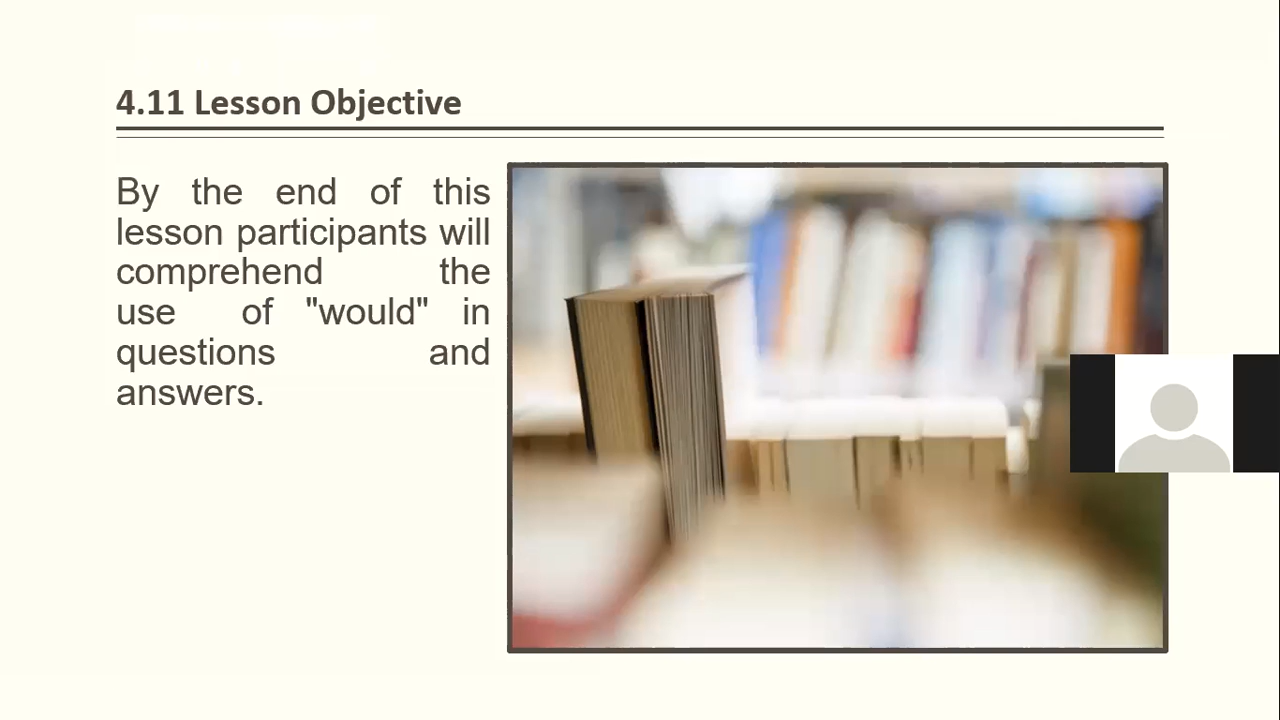 4.11 Lesson Objective
By the end of this
lesson participants will
comprehend the
use of "would" in
questions and
answers.